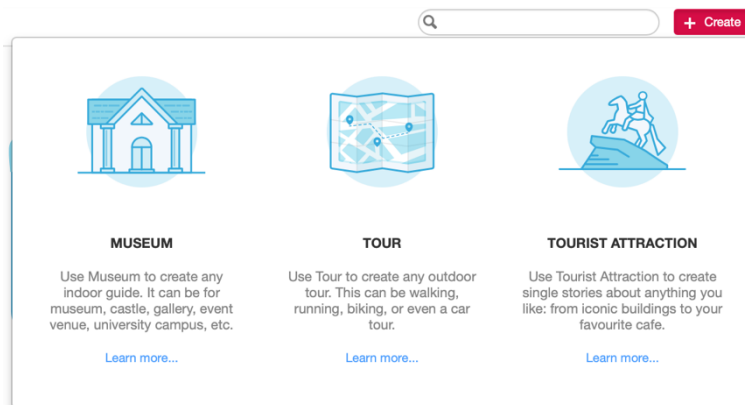 + Create
MUSEUM
Use Museum to create any
indoor guide. It can be for
museum, castle, gallery, event
venue, university campus, etc.
Learn more...
TOUR
Use Tour to create any outdoor
tour. This can be walking,
running, biking, or even a car
tour.
Learn more...
TOURIST ATTRACTION
Use Tourist Attraction to create
single stories about anything you
like: from iconic buildings to your
favourite cafe.
Learn more...